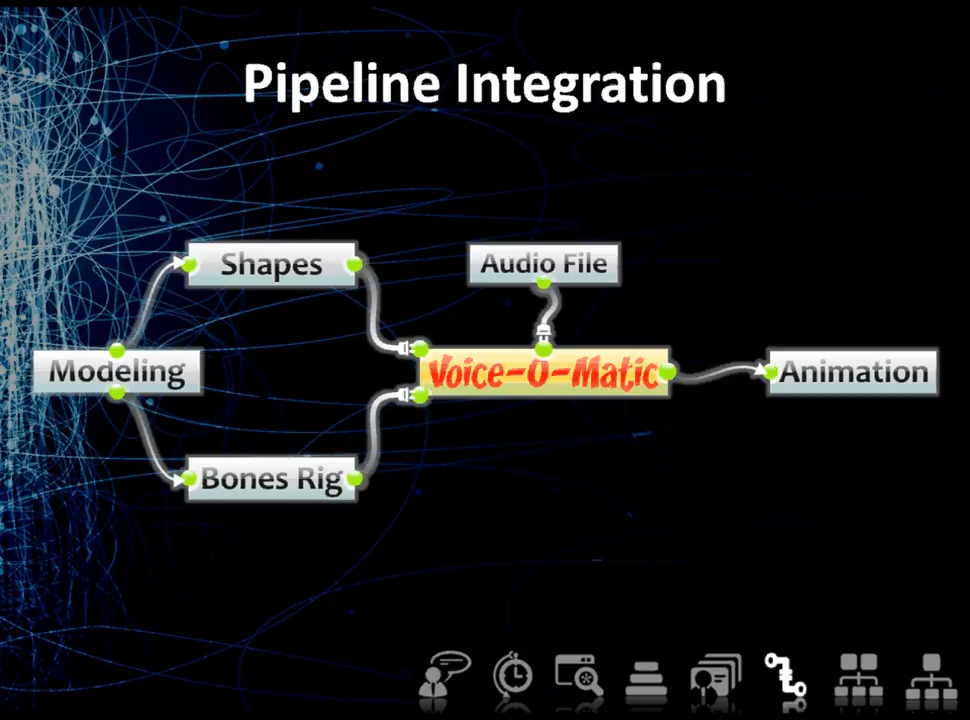 Pipeline Integration
Shapes
Audio File
Modeling
Voice-O-Matic
Animation
Bones Rig